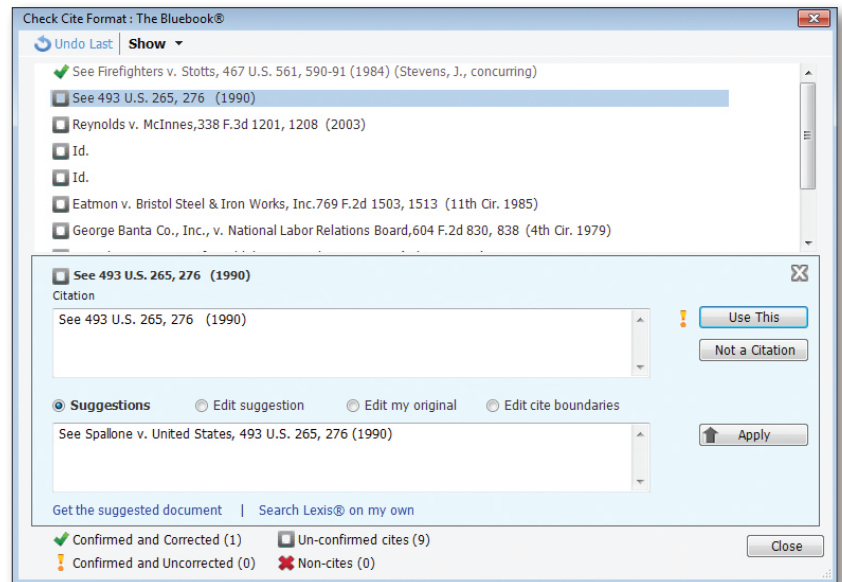 Check Cite Format : The Bluebook®
Undo Last Show
See Firefighters v. Stotts, 467 U.S. 561, 590-91 (1984) (Stevens, J., concurring)
See 493 U.S. 265, 276 (1990)
Reynolds v. McInnes,338 F.3d 1201, 1208 (2003)
Id.
Id.
Eatmon v. Bristol Steel & Iron Works, Inc.769 F.2d 1503, 1513 (11th Cir. 1985)
George Banta Co., Inc., v. National Labor Relations Board,604 F.2d 830, 838 (4th Cir. 1979)
See 493 U.S. 265, 276 (1990)
Citation
See 493 U.S. 265, 276 (1990)
Use This
Not a Citation
Suggestions Edit suggestion Edit my original Edit cite boundaries
See Spallone v. United States, 493 U.S. 265, 276 (1990)
Apply
Get the suggested document | Search Lexis® on my own
Confirmed and Corrected (1) Un-confirmed cites (9)
Confirmed and Uncorrected (0) Non-cites (0)
Close